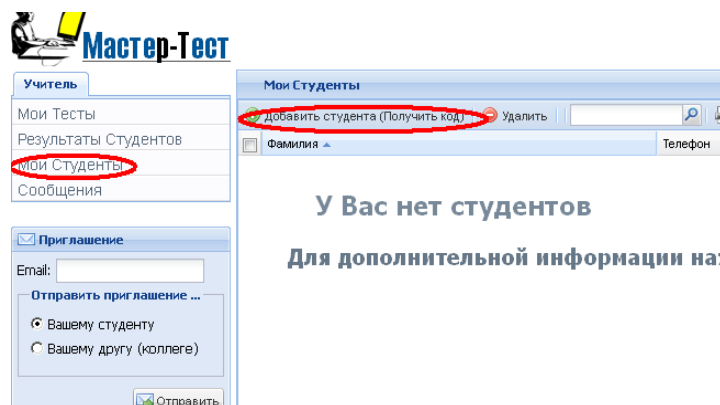 Мастер-Тест
Учитель
Мои Тесты
Результаты Студентов
Мои Студенты
Сообщения
Приглашение
Email:
Отправить приглашение ...
Вашему студенту
Вашему другу (коллеге)
Отправить
Мои Студенты
Добавить студента (Получить код) Удалить
Фамилия Телефон
У Вас нет студентов
Для дополнительной информации